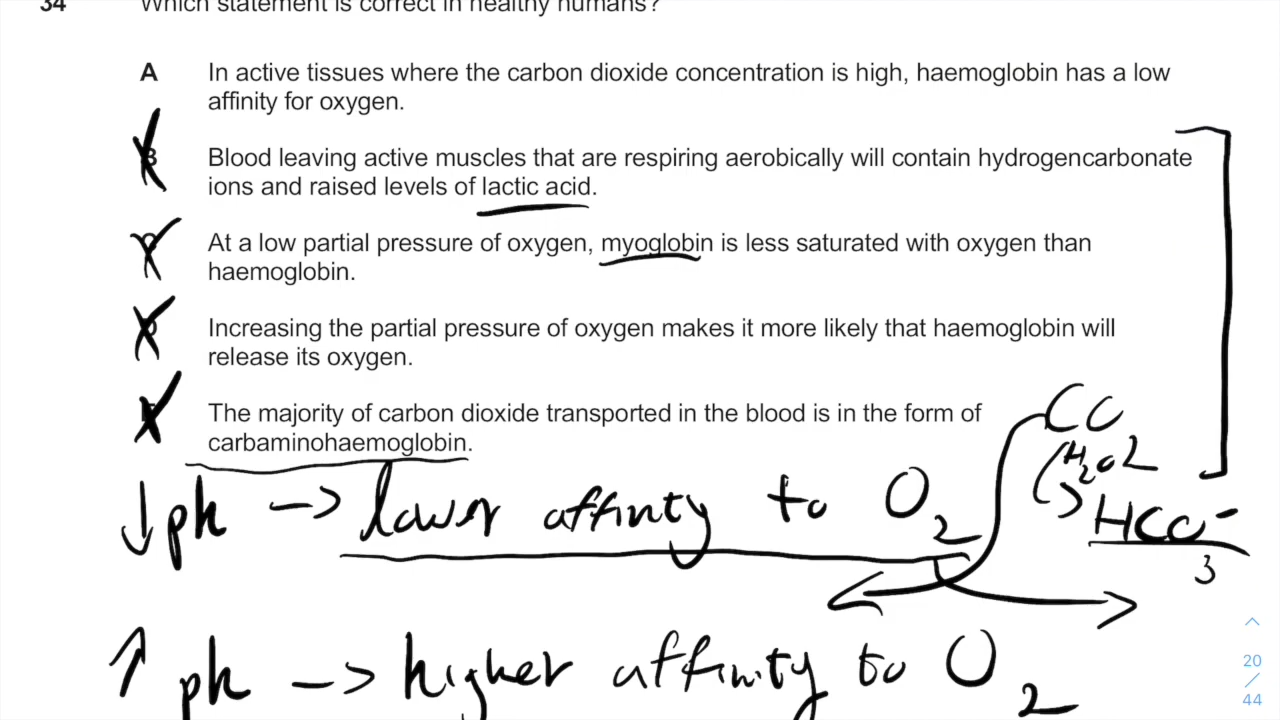 34 Which statement is correct in healthy humans?
A In active tissues where the carbon dioxide concentration is high, haemoglobin has a low
affinity for oxygen.
B Blood leaving active muscles that are respiring aerobically will contain hydrogencarbonate
ions and raised levels of lactic acid.
C At a low partial pressure of oxygen, myoglobin is less saturated with oxygen than
haemoglobin.
D Increasing the partial pressure of oxygen makes it more likely that haemoglobin will
release its oxygen.
E The majority of carbon dioxide transported in the blood is in the form of
carbaminohaemoglobin.
CO
H2O 2
HCO3-
↓ph -> lower affinty to O2
↑ ph -> higher affinity to O2
20
/
44